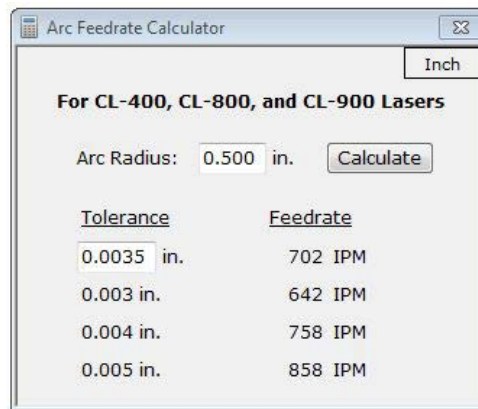 Arc Feedrate Calculator
Inch
For CL-400, CL-800, and CL-900 Lasers
Arc Radius: 0.500 in. Calculate
Tolerance Feedrate
0.0035 in. 702 IPM
0.003 in. 642 IPM
0.004 in. 758 IPM
0.005 in. 858 IPM